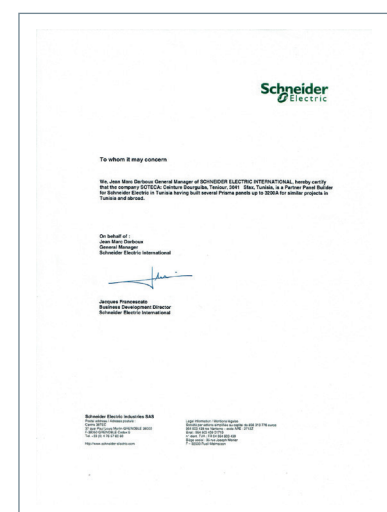 Schneider
Electric
To whom it may concern
We, Jean Marc Darboux General Manager of SCHNEIDER ELECTRIC INTERNATIONAL, hereby certify
that the company SOTECA; Ceinture Bourguiba, Teniour, 3041 Sfax, Tunisia, is a Partner Panel Builder
for Schneider Electric in Tunisia having built several Prisma panels up to 3200A for similar projects in
Tunisia and abroad.
On behalf of :
Jean Marc Darboux
General Manager
Schneider Electric International
Jacques Francescato
Business Development Director
Schneider Electric International
Schneider Electric Industries SAS